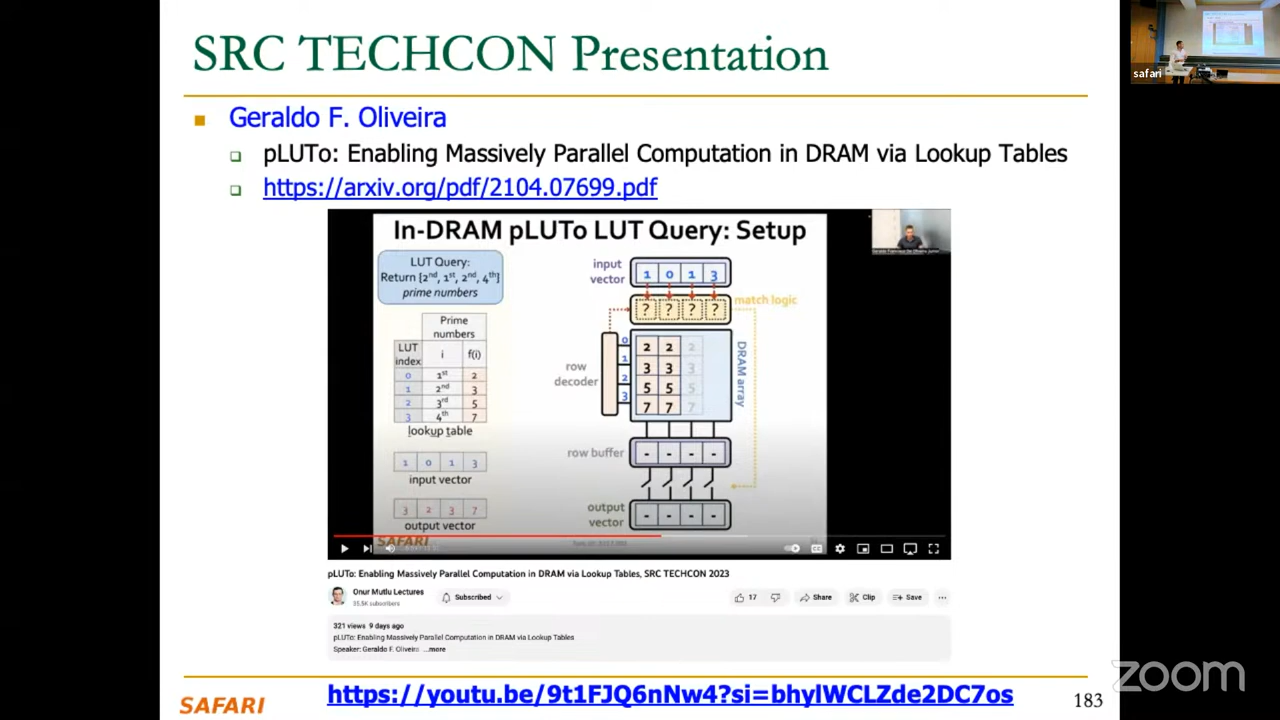 SRC TECHCON Presentation
safari
Geraldo F. Oliveira
pLUTo: Enabling Massively Parallel Computation in DRAM via Lookup Tables
https://arxiv.org/pdf/2104.07699.pdf
In-DRAM pLUTo LUT Query: Setup
LUT Query:
Return [2nd, 1st, 2nd, 4th]
prime numbers
Prime
numbers
LUT
index
i
f(i)
0 1st 2
1 2nd 3
2 3rd 5
3 4th 7
lookup table
1 0 1 3
input vector
3 2 3 7
output vector
input
vector
1 0 1 3
? ? ? ?
match logic
row
decoder
0
1
2
3
2 2 2
3 3 3
5 5 5
7 7 7
DRAM array
row buffer
- - - -
output
vector
- - - -
SAFARI
pLUTo: Enabling Massively Parallel Computation in DRAM via Lookup Tables, SRC TECHCON 2023
Onur Mutlu Lectures
35.5K subscribers
Subscribed
17
Share
Clip
Save
321 views 9 days ago
pLUTo: Enabling Massively Parallel Computation in DRAM via Lookup Tables
Speaker: Geraldo F. Oliveira ...more
SAFARI
https://youtu.be/9t1FJQ6nNw4?si=bhylWCLZde2DC7os
183
zoom